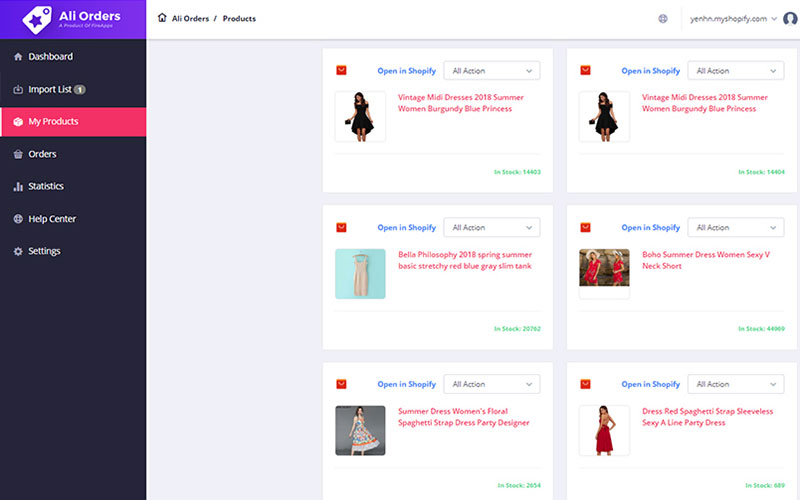 Ali Orders
A Product Of FireApps
Ali Orders / Products
yenhn.myshopify.com
Dashboard
Import List 1
My Products
Orders
Statistics
Help Center
Settings
Open in Shopify
All Action
Vintage Midi Dresses 2018 Summer
Women Burgundy Blue Princess
In Stock: 14403
Open in Shopify
All Action
Vintage Midi Dresses 2018 Summer
Women Burgundy Blue Princess
In Stock: 14404
Open in Shopify
All Action
Bella Philosophy 2018 spring summer
basic stretchy red blue gray slim tank
In Stock: 20762
Open in Shopify
All Action
Boho Summer Dress Women Sexy V
Neck Short
In Stock: 44969
Open in Shopify
All Action
Summer Dress Women's Floral
Spaghetti Strap Dress Party Designer
In Stock: 2654
Open in Shopify
All Action
Dress Red Spaghetti Strap Sleeveless
Sexy A Line Party Dress
In Stock: 689